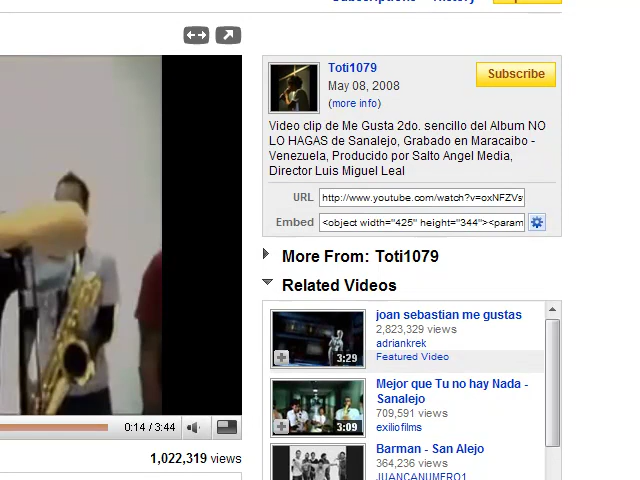 Toti1079
Subscribe
May 08, 2008
(more info)
Video clip de Me Gusta 2do. sencillo del Album NO
LO HAGAS de Sanalejo, Grabado en Maracaibo -
Venezuela, Producido por Salto Angel Media,
Director Luis Miguel Leal
URL http://www.youtube.com/watch?v=oxNFZVs
Embed <object width="425" height="344"><param
More From: Toti1079
Related Videos
joan sebastian me gustas
2,823,329 views
adriankrek
3:29
Featured Video
Mejor que Tu no hay Nada -
Sanalejo
709,591 views
3:09
exiliofilms
0:14 / 3:44
Barman - San Alejo
1,022,319 views
364,236 views
JUANCANUMERO1